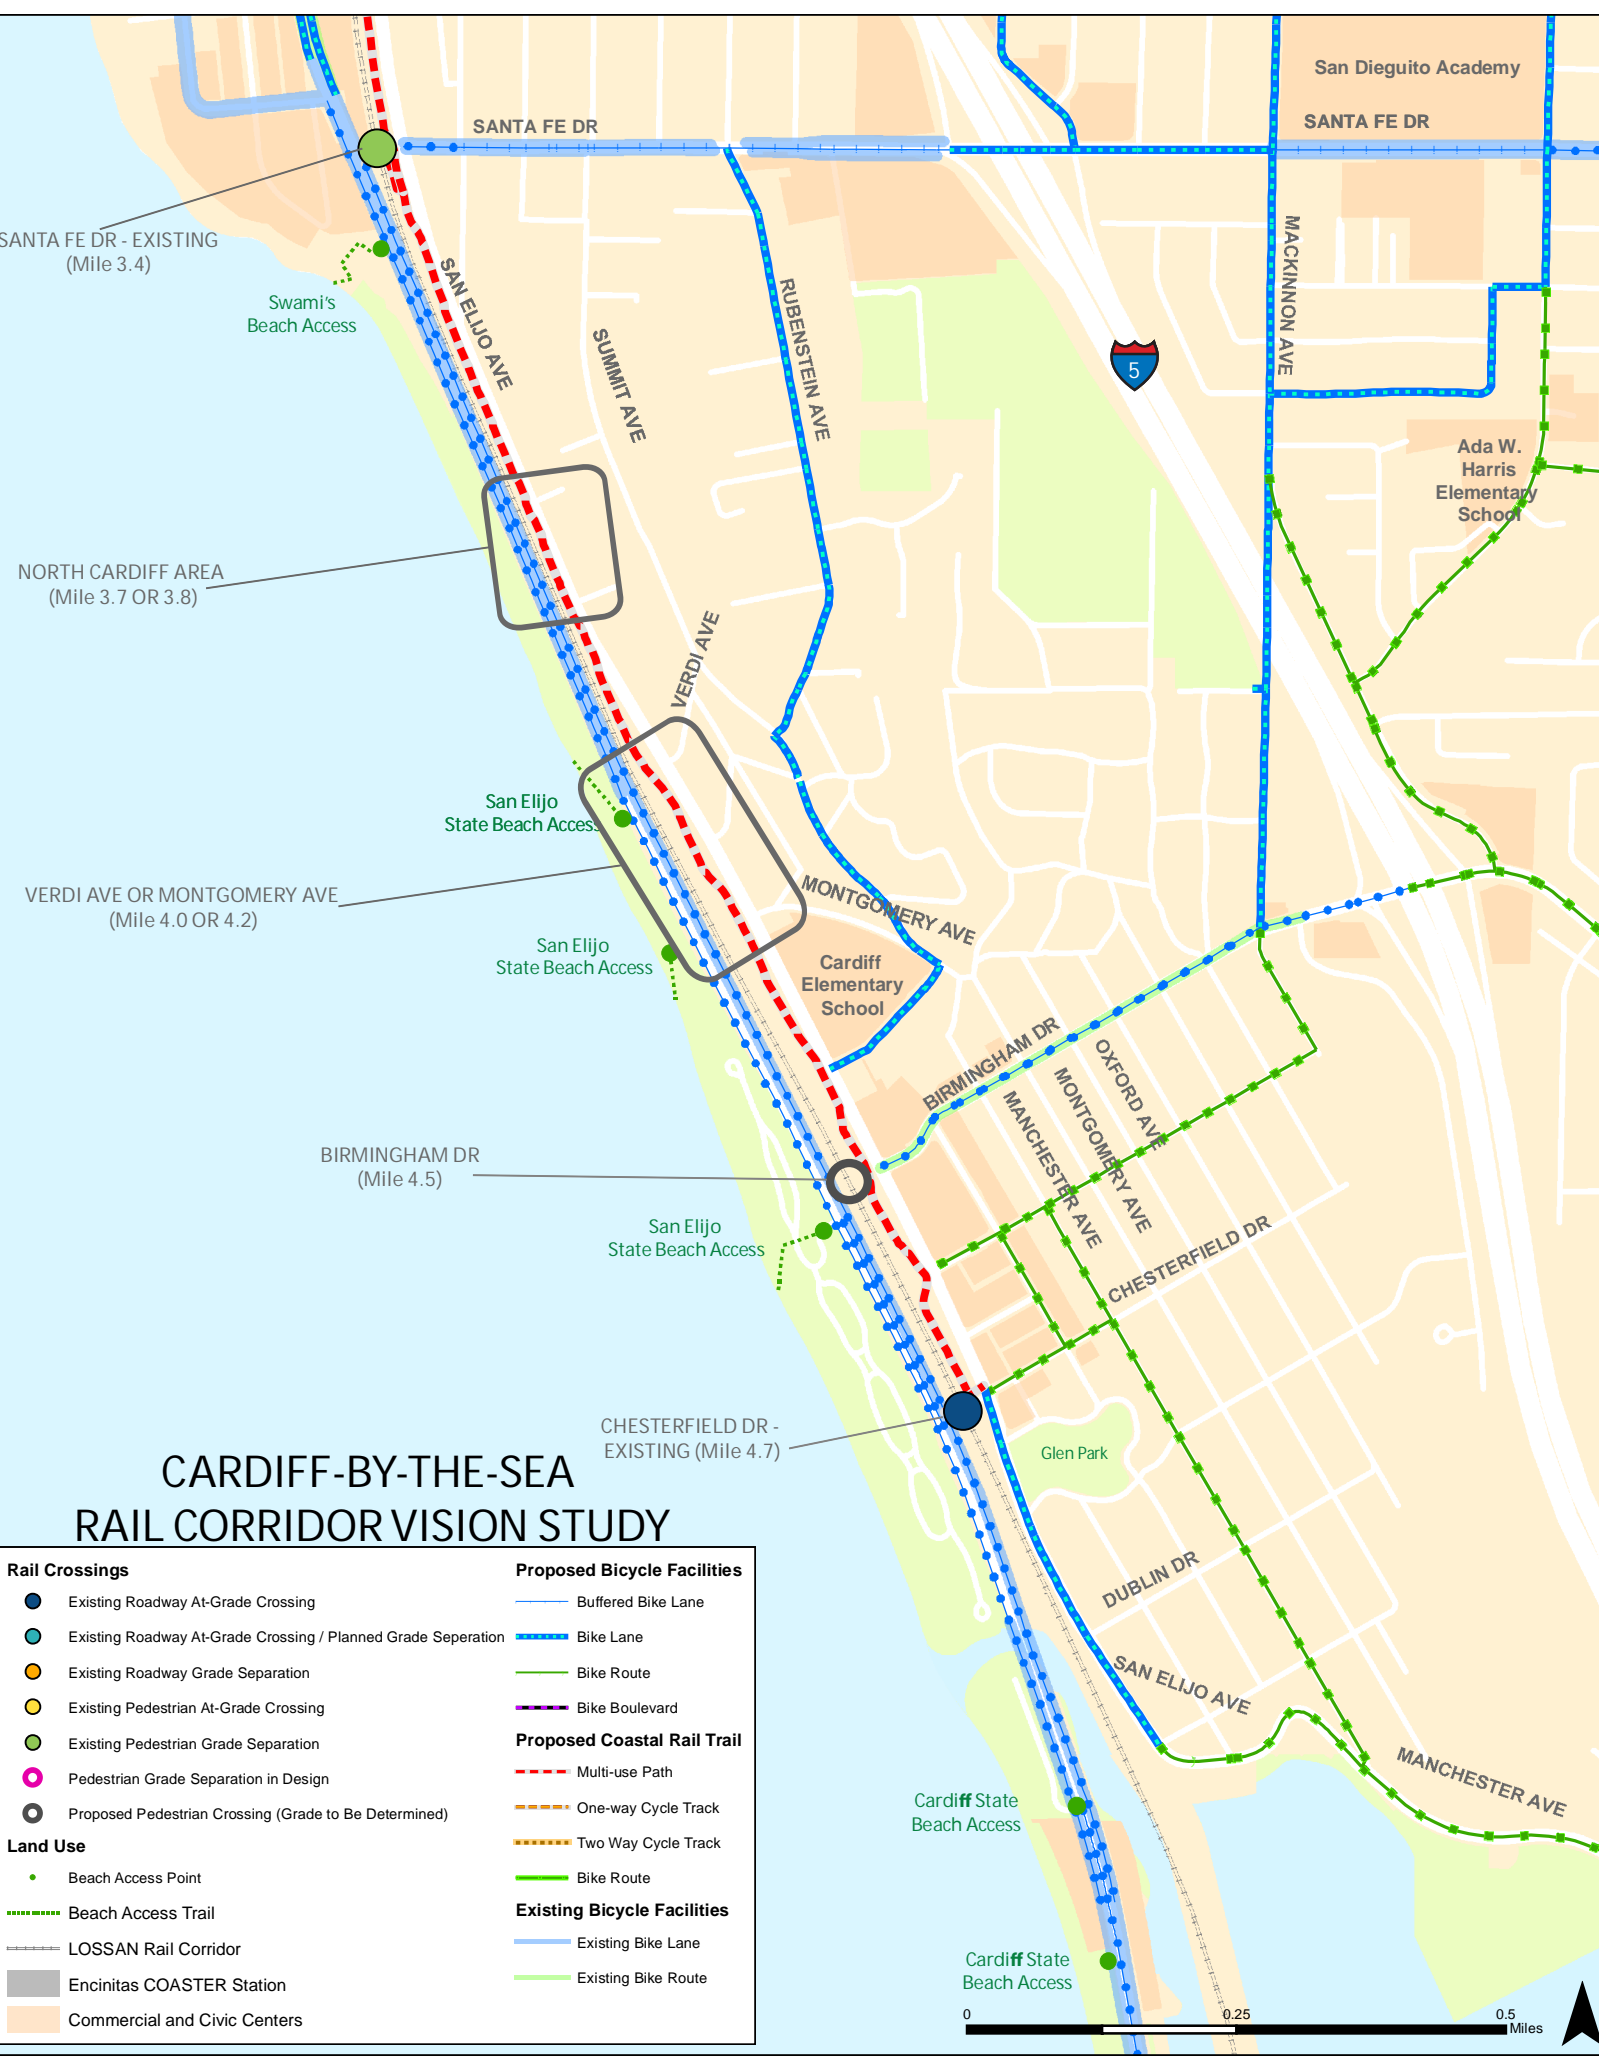 San Dieguito Academy
SANTA FE DR
SANTA FE DR
SANTA FE DR - EXISTING
(Mile 3.4)
Swami's
Beach Access
SAN ELIJO AVE
SUMMIT AVE
RUBENSTEIN AVE
MACKINNON AVE
5
Ada W.
Harris
Elementary
School
NORTH CARDIFF AREA
(Mile 3.7 OR 3.8)
VERDI AVE
San Elijo
State Beach Access
VERDI AVE OR MONTGOMERY AVE
(Mile 4.0 OR 4.2)
MONTGOMERY AVE
San Elijo
State Beach Access
Cardiff
Elementary
School
BIRMINGHAM DR
OXFORD AVE
MONTGOMERY AVE
MANCHESTER AVE
BIRMINGHAM DR
(Mile 4.5)
San Elijo
State Beach Access
CHESTERFIELD DR
CHESTERFIELD DR -
EXISTING (Mile 4.7)
Glen Park
DUBLIN DR
SAN ELIJO AVE
MANCHESTER AVE
Cardiff State
Beach Access
Cardiff State
Beach Access
CARDIFF-BY-THE-SEA
RAIL CORRIDOR VISION STUDY
Rail Crossings
Existing Roadway At-Grade Crossing
Existing Roadway At-Grade Crossing / Planned Grade Seperation
Existing Roadway Grade Separation
Existing Pedestrian At-Grade Crossing
Existing Pedestrian Grade Separation
Pedestrian Grade Separation in Design
Proposed Pedestrian Crossing (Grade to Be Determined)
Land Use
Beach Access Point
Beach Access Trail
LOSSAN Rail Corridor
Encinitas COASTER Station
Commercial and Civic Centers
Proposed Bicycle Facilities
Buffered Bike Lane
Bike Lane
Bike Route
Bike Boulevard
Proposed Coastal Rail Trail
Multi-use Path
One-way Cycle Track
Two Way Cycle Track
Bike Route
Existing Bicycle Facilities
Existing Bike Lane
Existing Bike Route
0 0.25 0.5
Miles